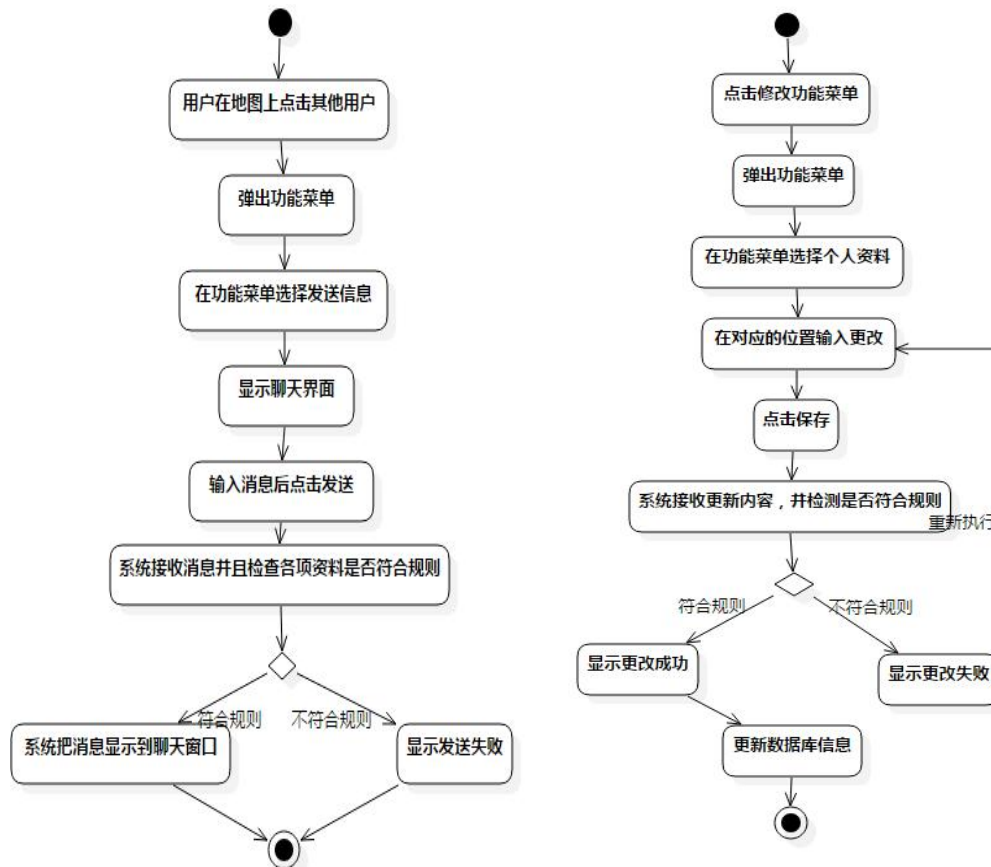 用户在地图上点击其他用户
弹出功能菜单
在功能菜单选择发送信息
显示聊天界面
输入消息后点击发送
系统接收消息并且检查各项资料是否符合规则
符合规则
不符合规则
系统把消息显示到聊天窗口
显示发送失败
点击修改功能菜单
弹出功能菜单
在功能菜单选择个人资料
在对应的位置输入更改
点击保存
系统接收更新内容，并检测是否符合规则
重新执行
符合规则
不符合规则
显示更改成功
显示更改失败
更新数据库信息